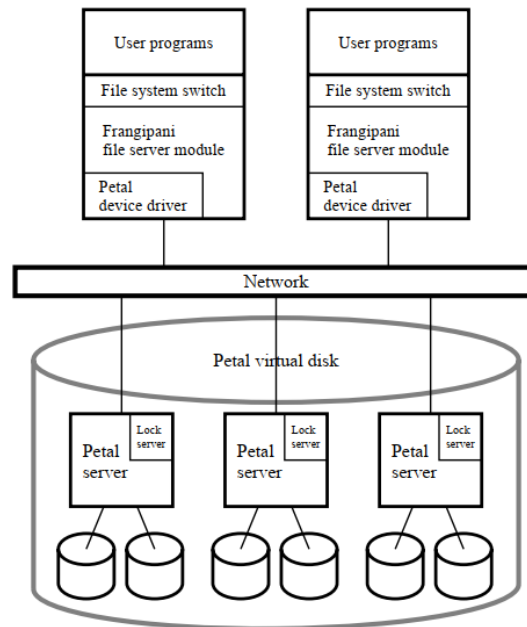 User programs
User programs
File system switch
File system switch
Frangipani
file server module
Frangipani
file server module
Petal
device driver
Petal
device driver
Network
Petal virtual disk
Petal
server
Lock
server
Petal
server
Lock
server
Petal
server
Lock
server